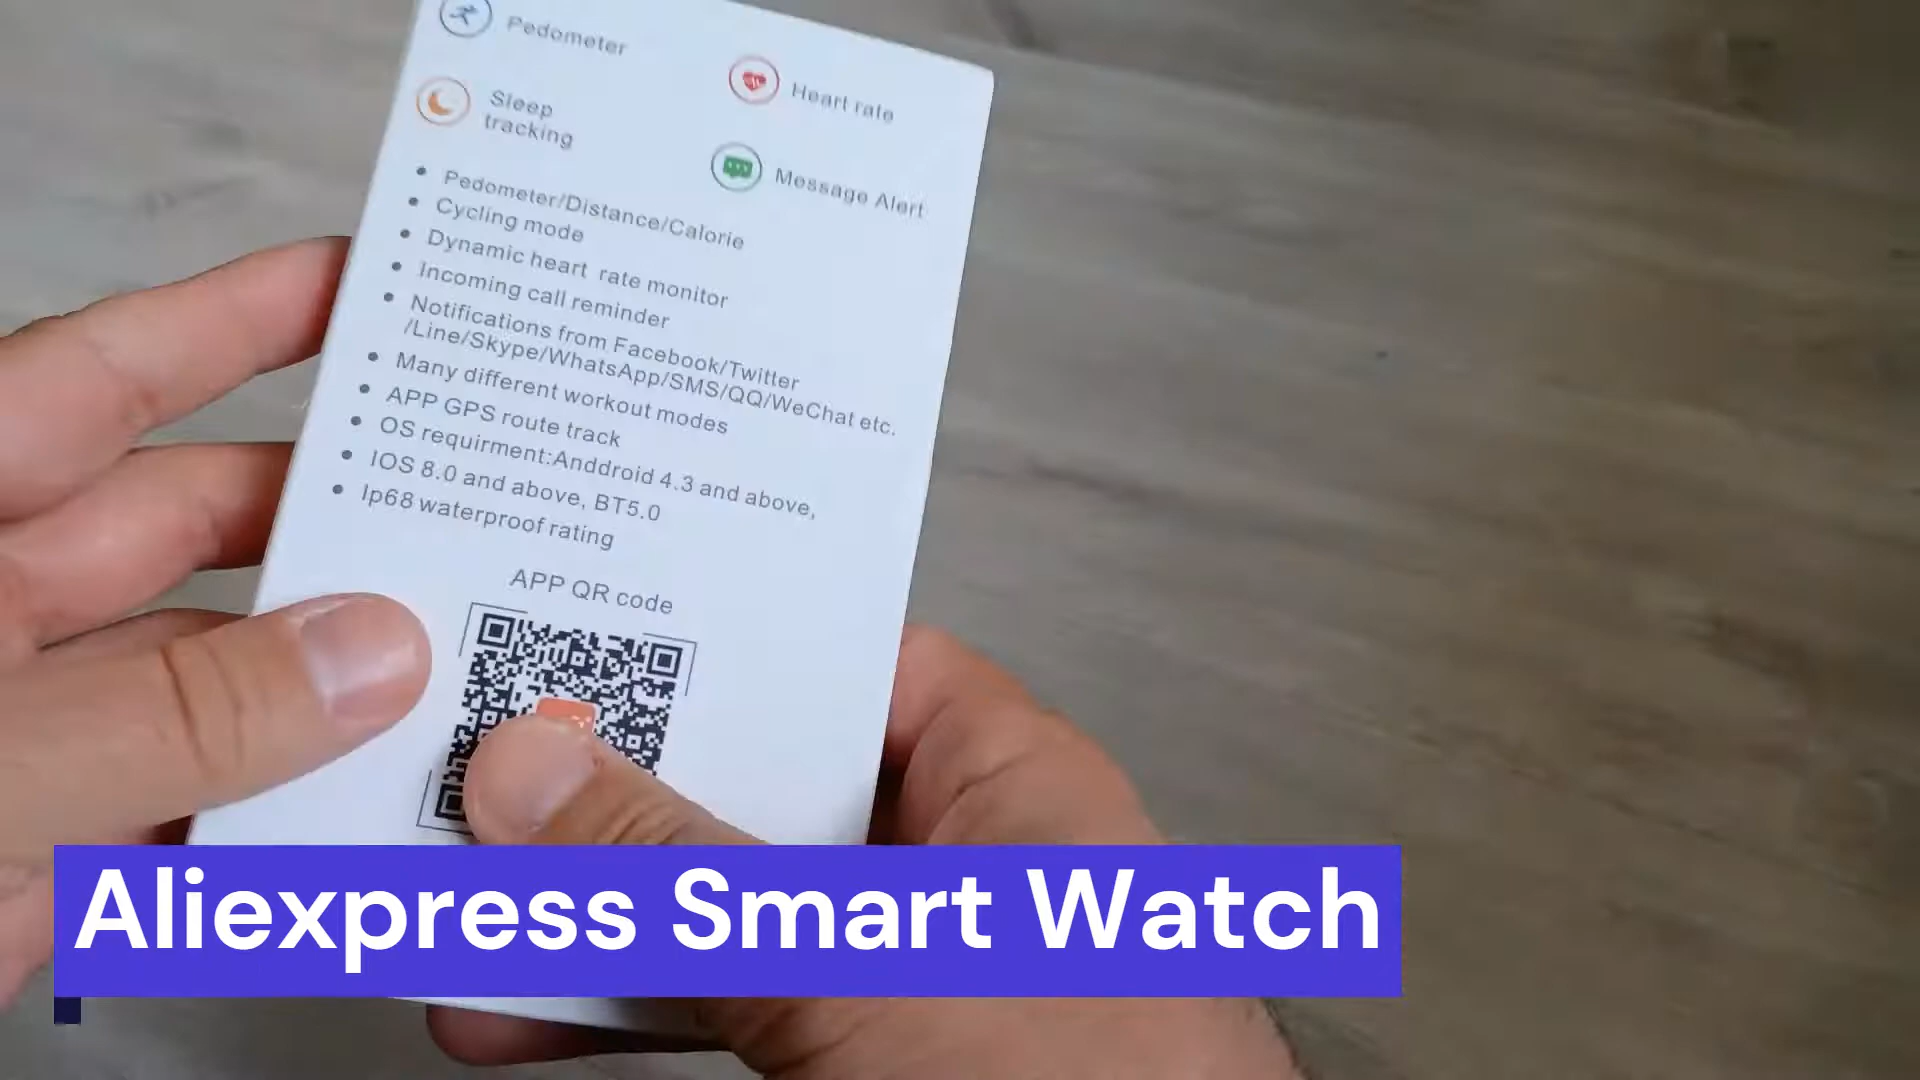 Pedometer
Heart rate
Sleep
tracking
Message Alert
Pedometer/Distance/Calorie
Cycling mode
Dynamic heart rate monitor
Incoming call reminder
Notifications from Facebook/Twitter
/Line/Skype/WhatsApp/SMS/QQ/WeChat etc.
Many different workout modes
APP GPS route track
OS requirment:Anddroid 4.3 and above,
IOS 8.0 and above, BT5.0
Ip68 waterproof rating
APP QR code
Aliexpress Smart Watch